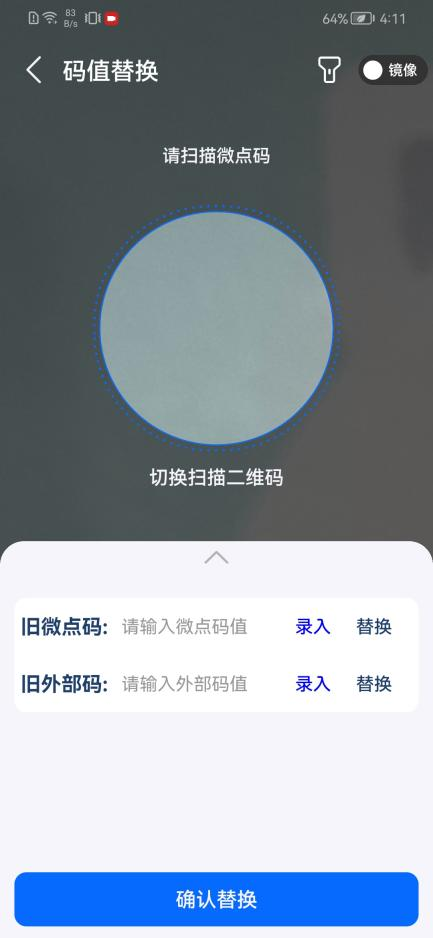 83
B/s
64% 4:11
码值替换
镜像
请扫描微点码
切换扫描二维码
旧微点码: 请输入微点码值 录入 替换
旧外部码: 请输入外部码值 录入 替换
确认替换